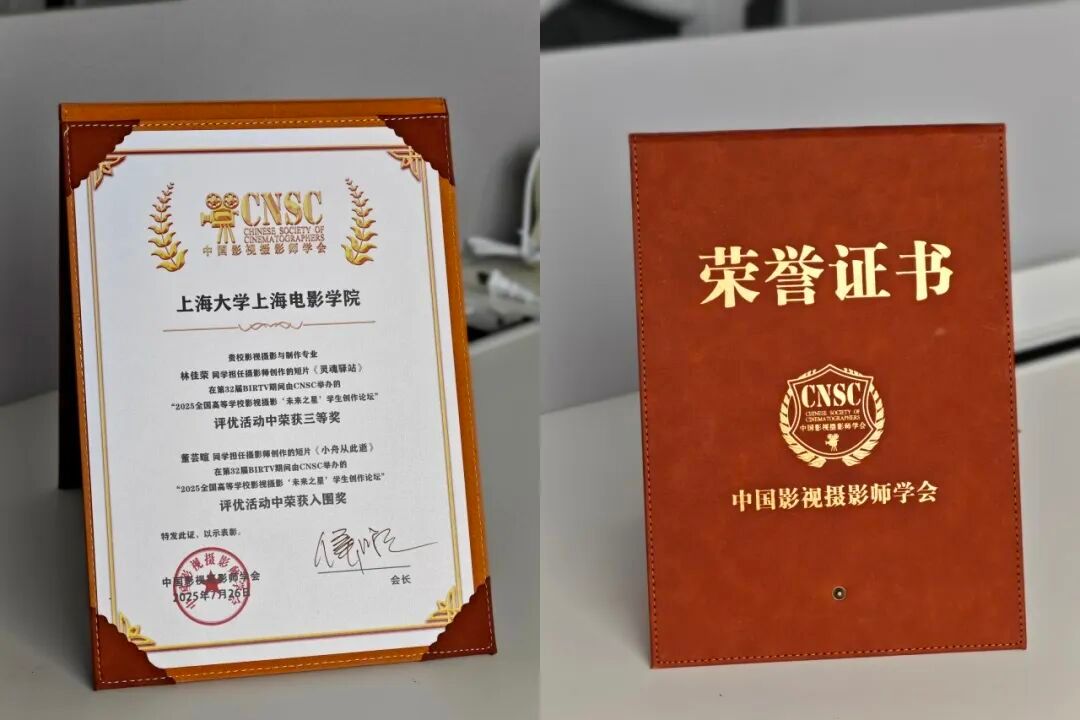 CNSC
CHINESE SOCIETY OF
CINEMATOGRAPHERS
中国影视摄影师学会
上海大学上海电影学院
贵校影视摄影与制作专业
林佳荣 同学担任摄影师创作的短片《灵魂驿站》
在第32届BIRTV期间由CNSC举办的
“2025全国高等学校影视摄影‘未来之星’学生创作论坛”
评优活动中荣获三等奖
董芸暄 同学担任摄影师创作的短片《小舟从此逝》
在第32届BIRTV期间由CNSC举办的
“2025全国高等学校影视摄影‘未来之星’学生创作论坛”
评优活动中荣获入围奖
特发此证，以示表彰。
中国影视摄影师学会
2025年7月26日
会长
中国影视摄影师学会
荣誉证书
CNSC
CHINESE SOCIETY OF
CINEMATOGRAPHERS
中国影视摄影师学会
中国影视摄影师学会